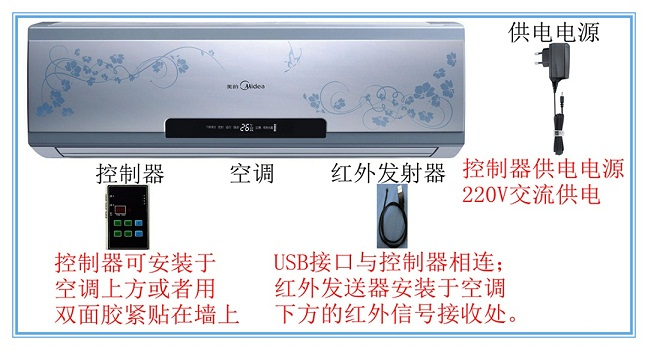 供电电源
美的 Midea
26
控制器
空调
红外发射器
控制器供电电源
220V交流供电
控制器可安装于
空调上方或者用
双面胶紧贴在墙上
USB接口与控制器相连；
红外发送器安装于空调
下方的红外信号接收处。